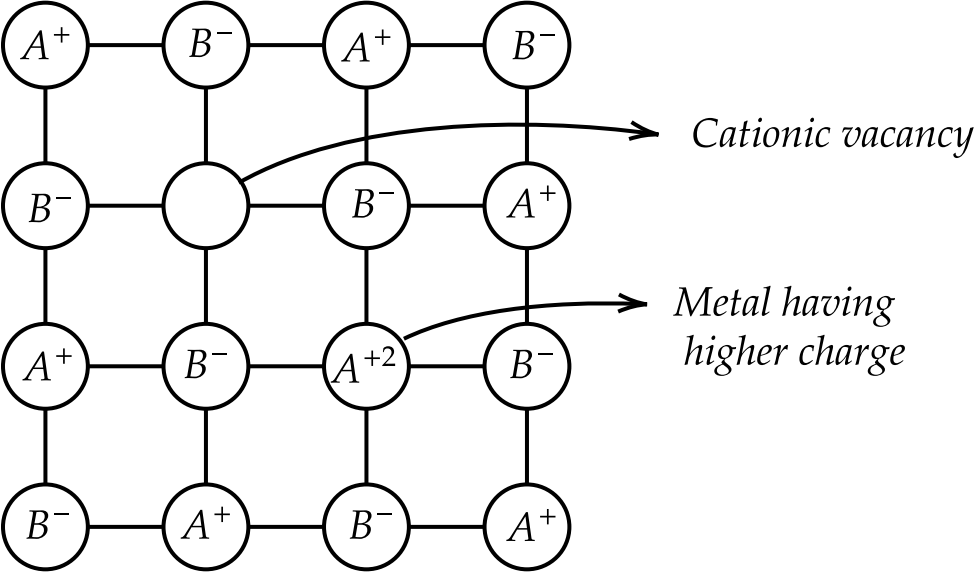 A⁺ B⁻ A⁺ B⁻
Cationic vacancy
B⁻ B⁻ A⁺
Metal having
higher charge
A⁺ B⁻ A⁺² B⁻
B⁻ A⁺ B⁻ A⁺